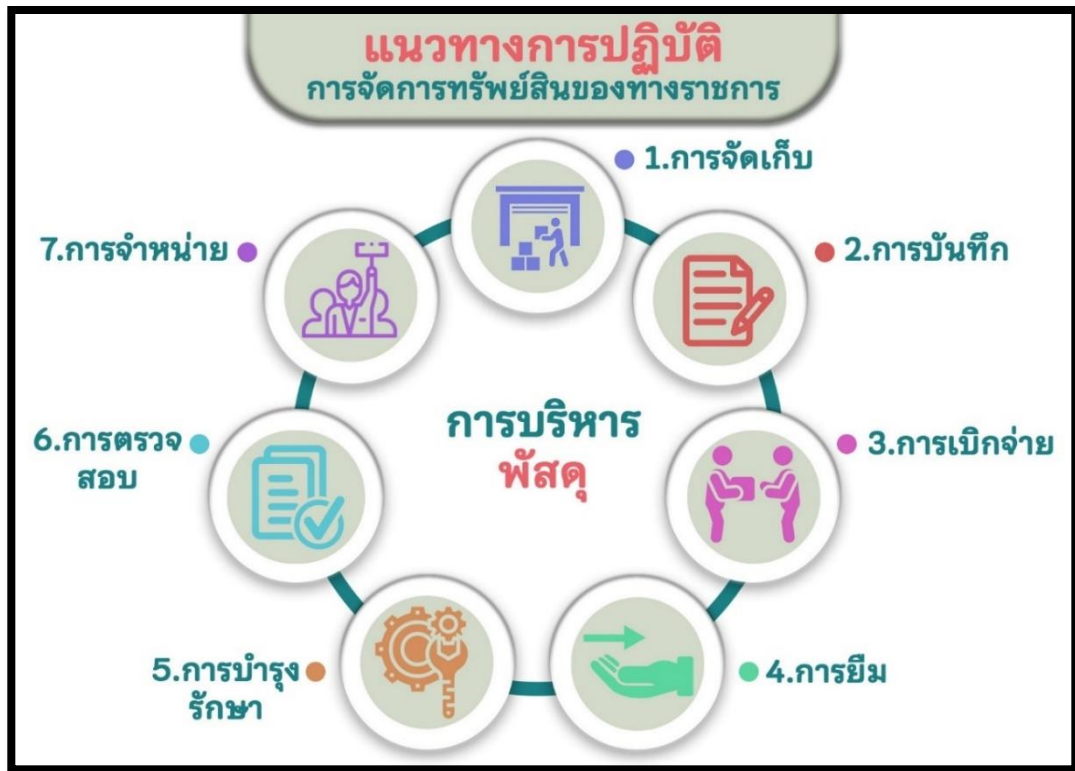 แนวทางการปฏิบัติ
การจัดการทรัพย์สินของทางราชการ
1.การจัดเก็บ
2.การบันทึก
3.การเบิกจ่าย
4.การยืม
5.การบำรุง
รักษา
6.การตรวจ
สอบ
7.การจำหน่าย
การบริหาร
พัสดุ